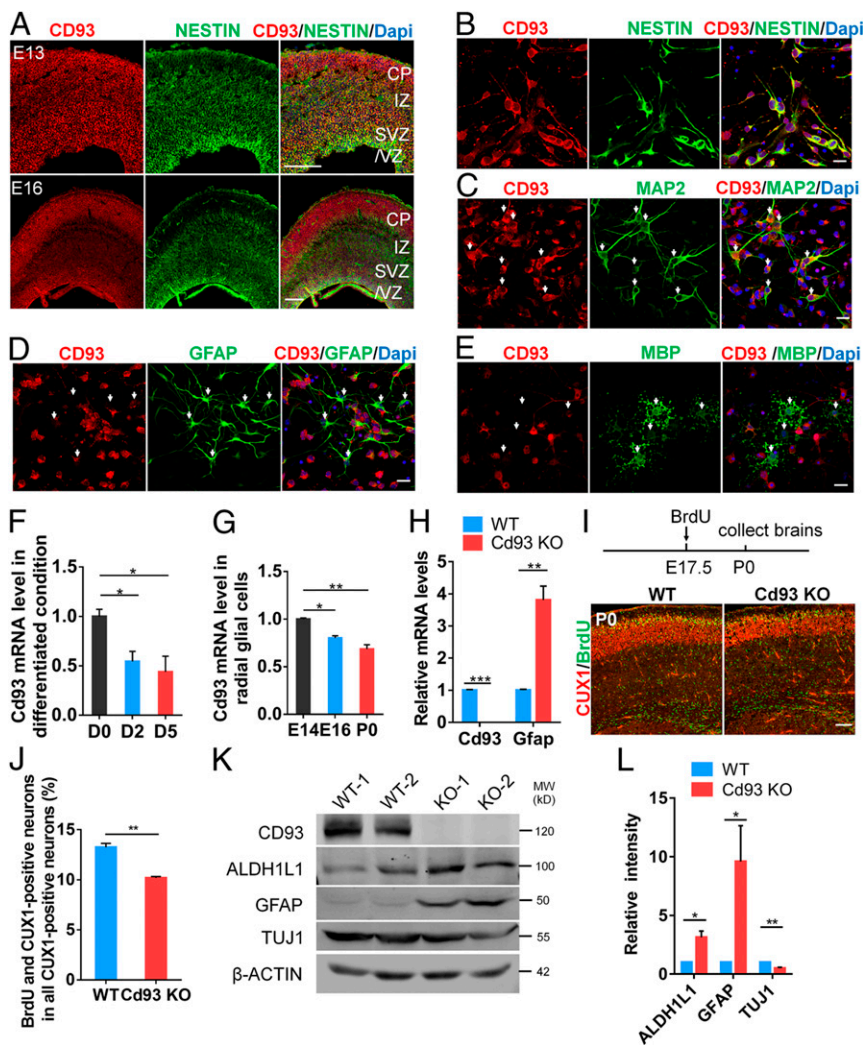 A
CD93 NESTIN CD93/NESTIN/Dapi
E13
CP
IZ
SVZ
/VZ
E16
CP
IZ
SVZ
/VZ
B
CD93 NESTIN CD93/NESTIN/Dapi
C
CD93 MAP2 CD93/MAP2/Dapi
D
CD93 GFAP CD93/GFAP/Dapi
E
CD93 MBP CD93 /MBP/Dapi
F
Cd93 mRNA level in
differentiated condition
1.5
1.0
0.5
0.0
*
*
D0 D2 D5
G
Cd93 mRNA level in
radial glial cells
1.5
1.0
0.5
0.0
**
*
E14 E16 P0
H
WT
Cd93 KO
Relative mRNA levels
5
4
3
2
1
0
***
**
Cd93 Gfap
I
BrdU
collect brains
E17.5 P0
WT Cd93 KO
P0
CUX1/BrdU
J
BrdU and CUX1-positive neurons
in all CUX1-positive neurons (%)
15
10
5
0
**
WT Cd93 KO
K
WT-1 WT-2 KO-1 KO-2
MW
(kD)
CD93 120
ALDH1L1 100
GFAP 50
TUJ1 55
β-ACTIN 42
L
WT
Cd93 KO
Relative intensity
15
10
5
0
*
*
**
ALDH1L1
GFAP
TUJ1